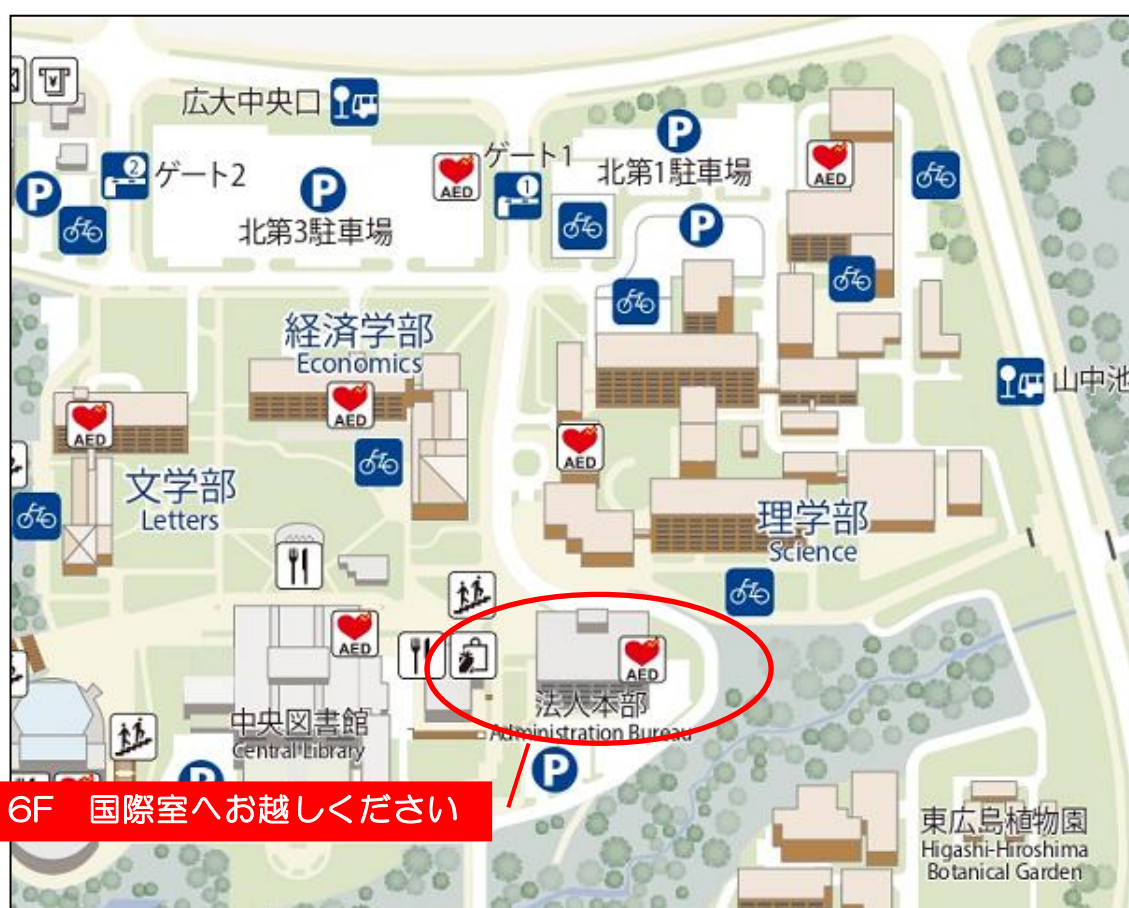 広大中央口
ゲート1
AED
P
北第1駐車場
AED
2
ゲート2
P
P
北第3駐車場
AED
1
P
経済学部
Economics
AED
山中池
AED
文学部
Letters
AED
理学部
Science
AED
中央図書館
Central Library
AED
法人本部
Administration Bureau
P
P
6F 国際室へお越しください
東広島植物園
Higashi-Hiroshima
Botanical Garden